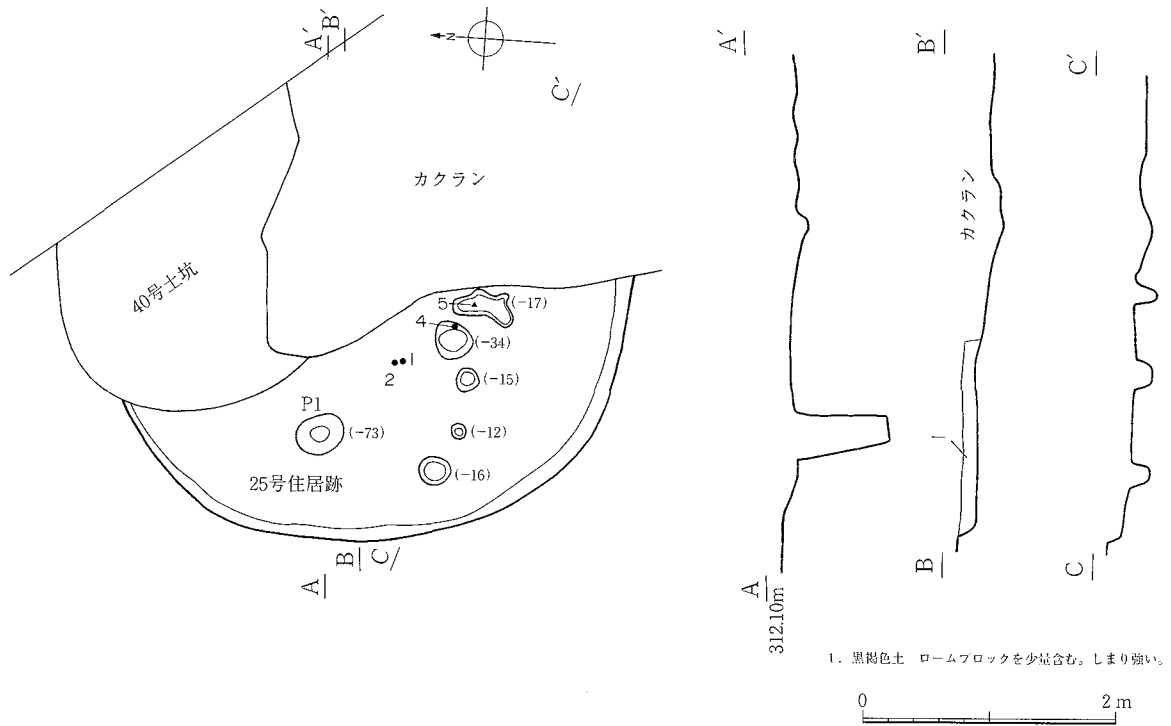 A′
B′
N
C′
カクラン
40号土坑
5
(-17)
4
(-34)
1
2
(-15)
P1
(-73)
(-12)
(-16)
25号住居跡
A
B
C
A′
B′
C′
カクラン
1
A
B
C
312.10m
1. 黒褐色土 ロームブロックを少量含む。しまり強い。
0
2 m